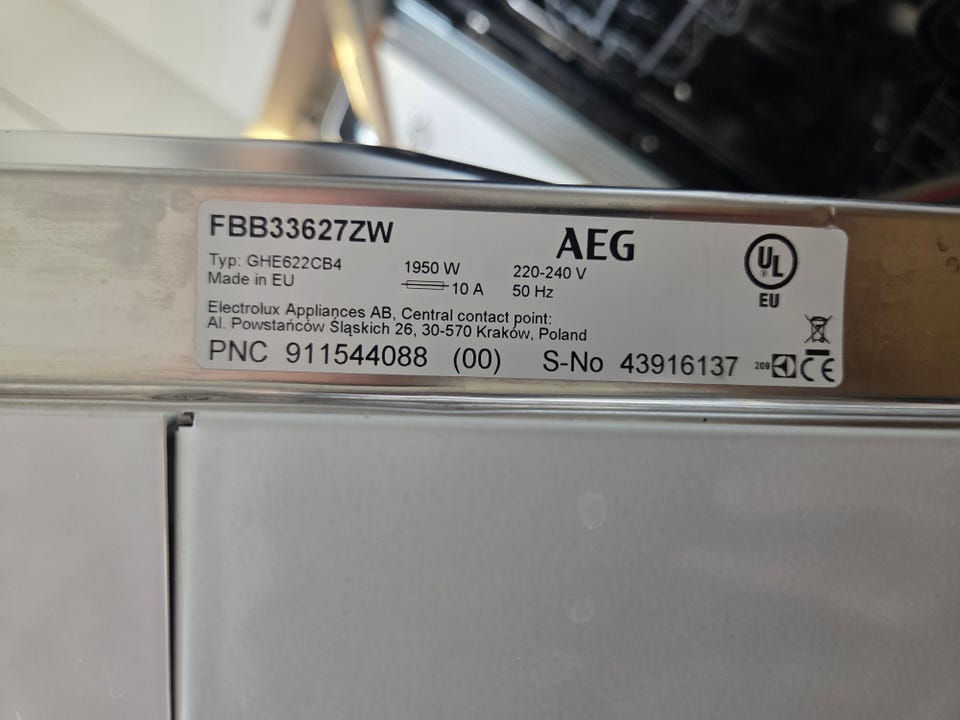 FBB33627ZW
AEG
Typ: GHE622CB4
Made in EU
1950 W
10 A
220-240 V
50 Hz
UL
EU
Electrolux Appliances AB, Central contact point:
Al. Powstańców Śląskich 26, 30-570 Kraków, Poland
PNC 911544088 (00) S-No 43916137
209 CE